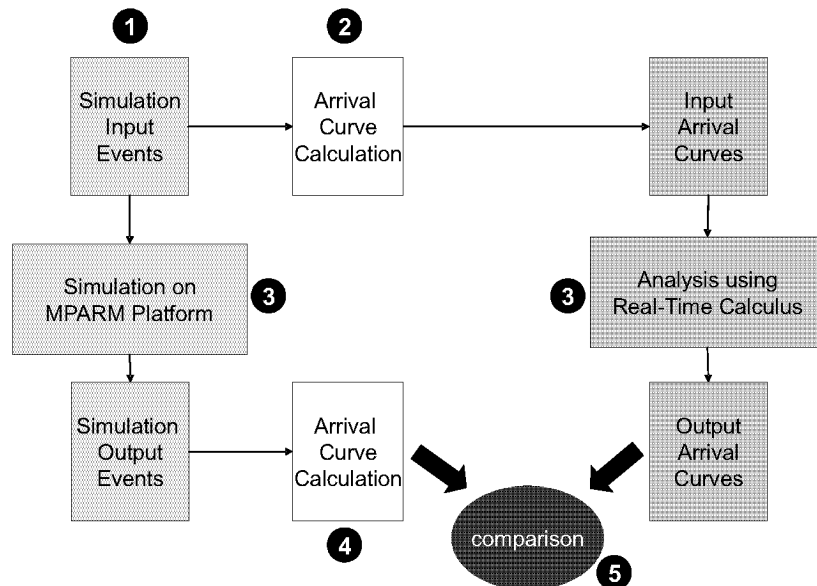 1
2
Simulation
Input
Events
Arrival
Curve
Calculation
Input
Arrival
Curves
Simulation on
MPARM Platform
3
3
Analysis using
Real-Time Calculus
Simulation
Output
Events
Arrival
Curve
Calculation
Output
Arrival
Curves
4
comparison
5